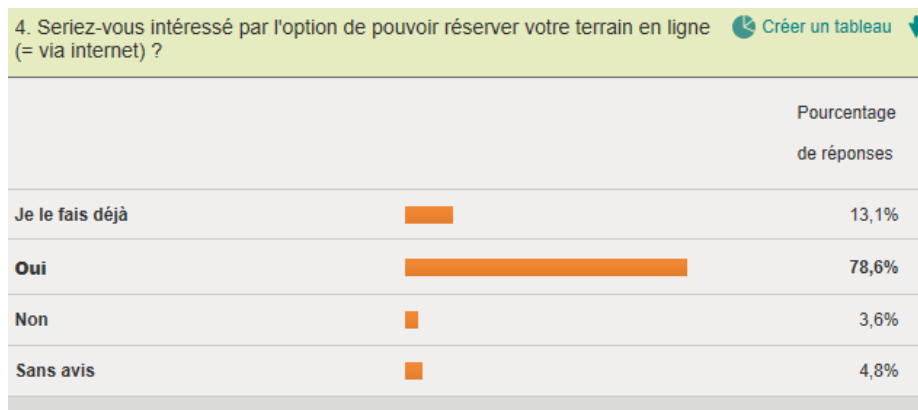 4. Seriez-vous intéressé par l'option de pouvoir réserver votre terrain en ligne
(= via internet) ?
Créer un tableau
Pourcentage
de réponses
Je le fais déjà 13,1%
Oui 78,6%
Non 3,6%
Sans avis 4,8%